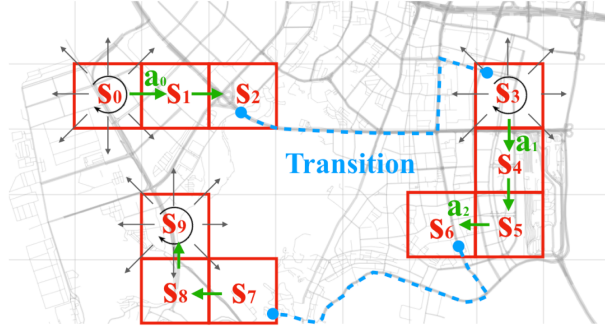 a₀
S₀ S₁ S₂ S₃
a₁
Transition S₄
a₂
S₉ S₆ S₅
S₈ S₇